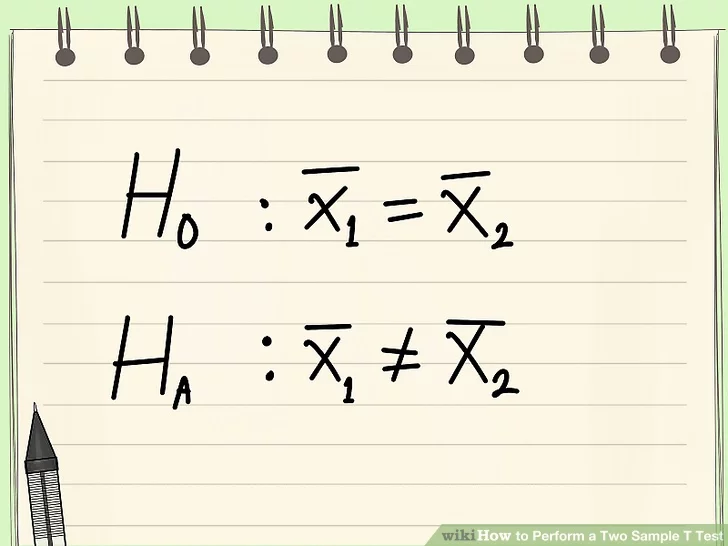 H₀ : x̄₁ = x̄₂
Hₐ : x̄₁ ≠ x̄₂
wikiHow to Perform a Two Sample T Test